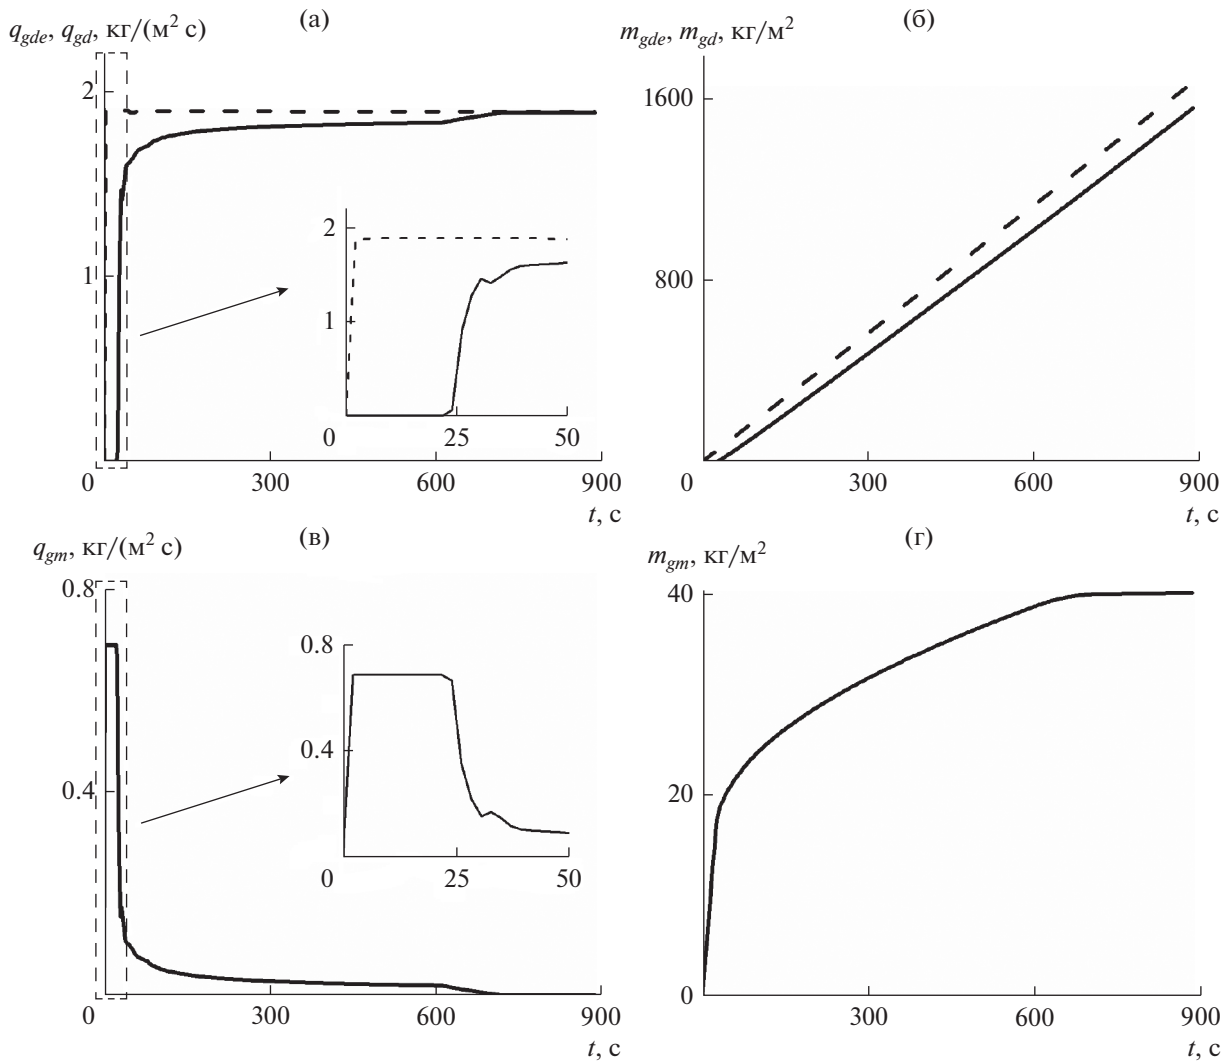 (а)
q_gde, q_gd, кг/(м² с)
2
1
0
300
600
900
t, с
2
1
0
25
50
(б)
m_gde, m_gd, кг/м²
1600
800
0
300
600
900
t, с
(в)
q_gm, кг/(м² с)
0.8
0.4
0
300
600
900
t, с
0.8
0.4
0
25
50
(г)
m_gm, кг/м²
40
20
0
300
600
900
t, с